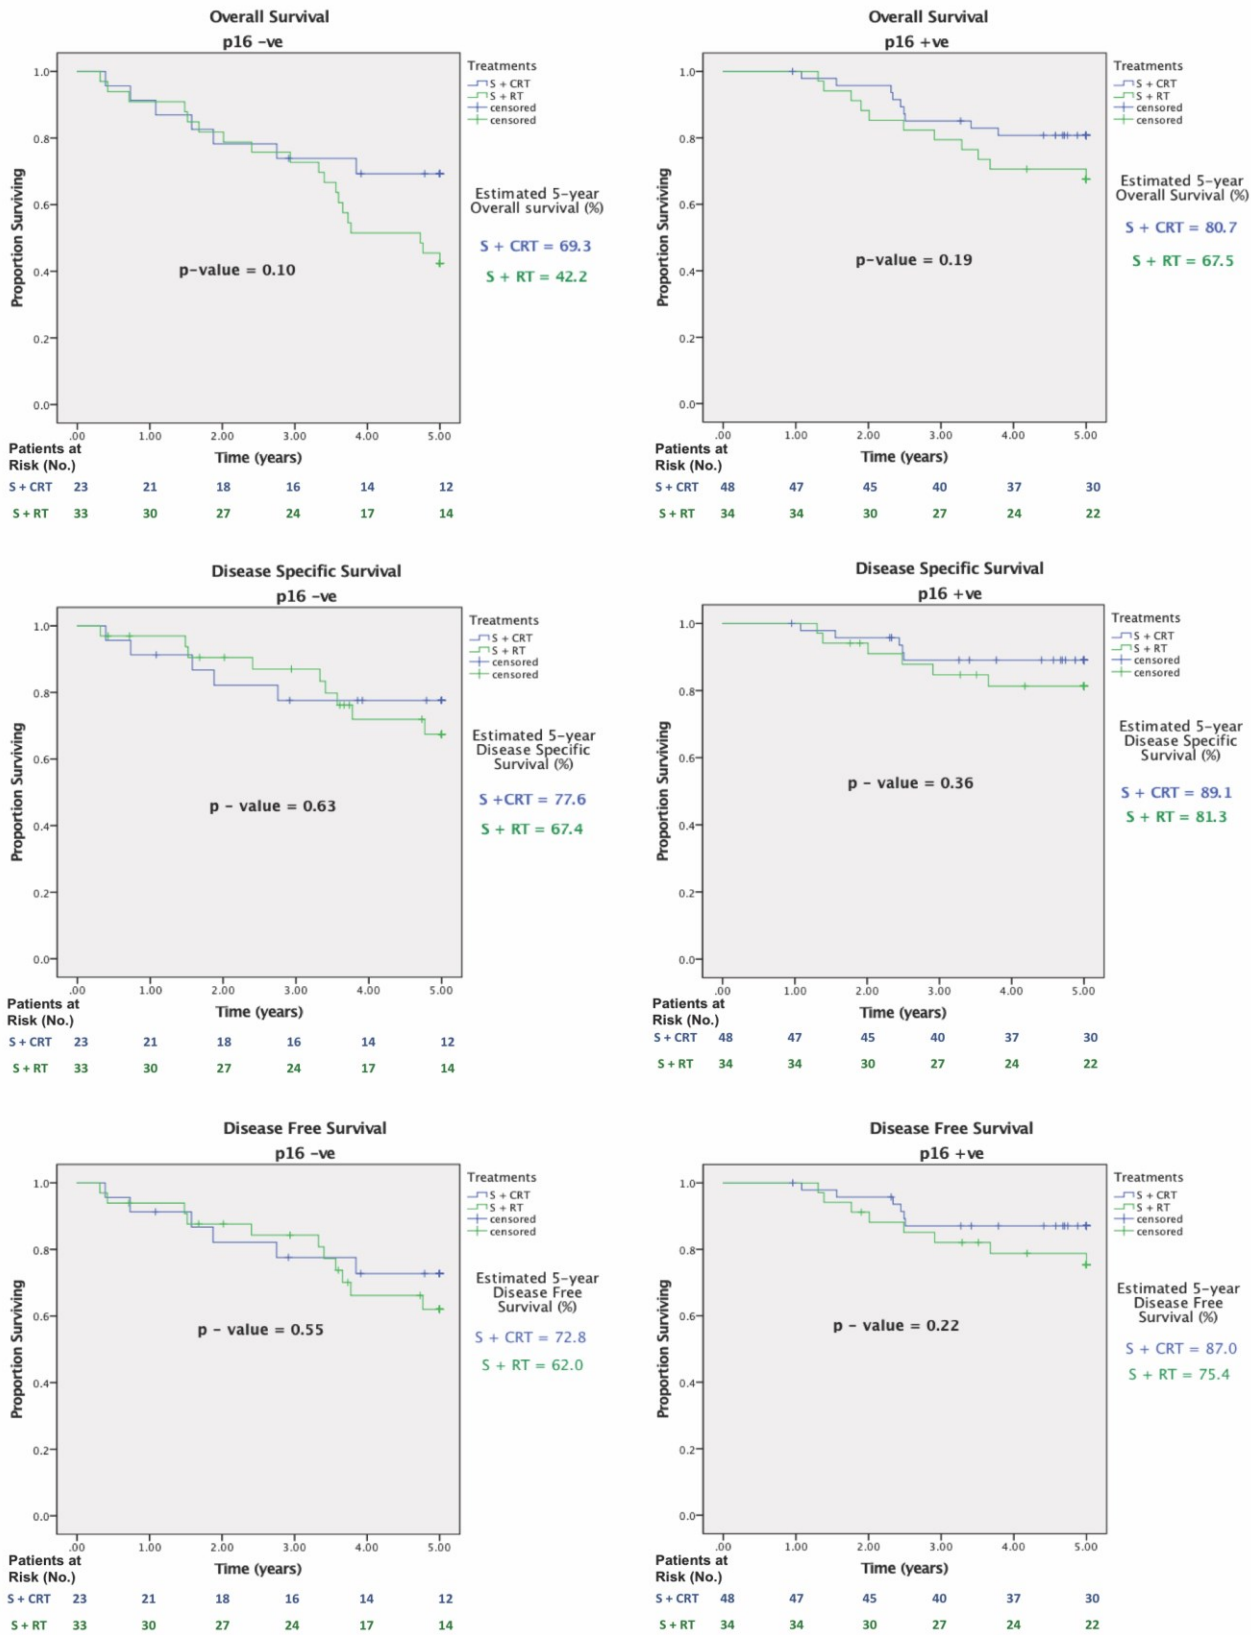 Overall Survival
p16 -ve
1.0
0.8
0.6
0.4
0.2
0.0
Proportion Surviving
p-value = 0.10
.00 1.00 2.00 3.00 4.00 5.00
Time (years)
Treatments
S + CRT
S + RT
censored
censored
Estimated 5-year
Overall survival (%)
S + CRT = 69.3
S + RT = 42.2
Patients at
Risk (No.)
S + CRT 23 21 18 16 14 12
S + RT 33 30 27 24 17 14
Overall Survival
p16 +ve
1.0
0.8
0.6
0.4
0.2
0.0
Proportion Surviving
p-value = 0.19
.00 1.00 2.00 3.00 4.00 5.00
Time (years)
Treatments
S + CRT
S + RT
censored
censored
Estimated 5-year
Overall Survival (%)
S + CRT = 80.7
S + RT = 67.5
Patients at
Risk (No.)
S + CRT 48 47 45 40 37 30
S + RT 34 34 30 27 24 22
Disease Specific Survival
p16 -ve
1.0
0.8
0.6
0.4
0.2
0.0
Proportion Surviving
p - value = 0.63
.00 1.00 2.00 3.00 4.00 5.00
Time (years)
Treatments
S + CRT
S + RT
censored
censored
Estimated 5-year
Disease Specific
Survival (%)
S +CRT = 77.6
S + RT = 67.4
Patients at
Risk (No.)
S + CRT 23 21 18 16 14 12
S + RT 33 30 27 24 17 14
Disease Specific Survival
p16 +ve
1.0
0.8
0.6
0.4
0.2
0.0
Proportion Surviving
p - value = 0.36
.00 1.00 2.00 3.00 4.00 5.00
Time (years)
Treatments
S + CRT
S + RT
censored
censored
Estimated 5-year
Disease Specific
Survival (%)
S + CRT = 89.1
S + RT = 81.3
Patients at
Risk (No.)
S + CRT 48 47 45 40 37 30
S + RT 34 34 30 27 24 22
Disease Free Survival
p16 -ve
1.0
0.8
0.6
0.4
0.2
0.0
Proportion Surviving
p - value = 0.55
.00 1.00 2.00 3.00 4.00 5.00
Time (years)
Treatments
S + CRT
S + RT
censored
censored
Estimated 5-year
Disease Free
Survival (%)
S + CRT = 72.8
S + RT = 62.0
Patients at
Risk (No.)
S + CRT 23 21 18 16 14 12
S + RT 33 30 27 24 17 14
Disease Free Survival
p16 +ve
1.0
0.8
0.6
0.4
0.2
0.0
Proportion Surviving
p - value = 0.22
.00 1.00 2.00 3.00 4.00 5.00
Time (years)
Treatments
S + CRT
S + RT
censored
censored
Estimated 5-year
Disease Free
Survival (%)
S + CRT = 87.0
S + RT = 75.4
Patients at
Risk (No.)
S + CRT 48 47 45 40 37 30
S + RT 34 34 30 27 24 22